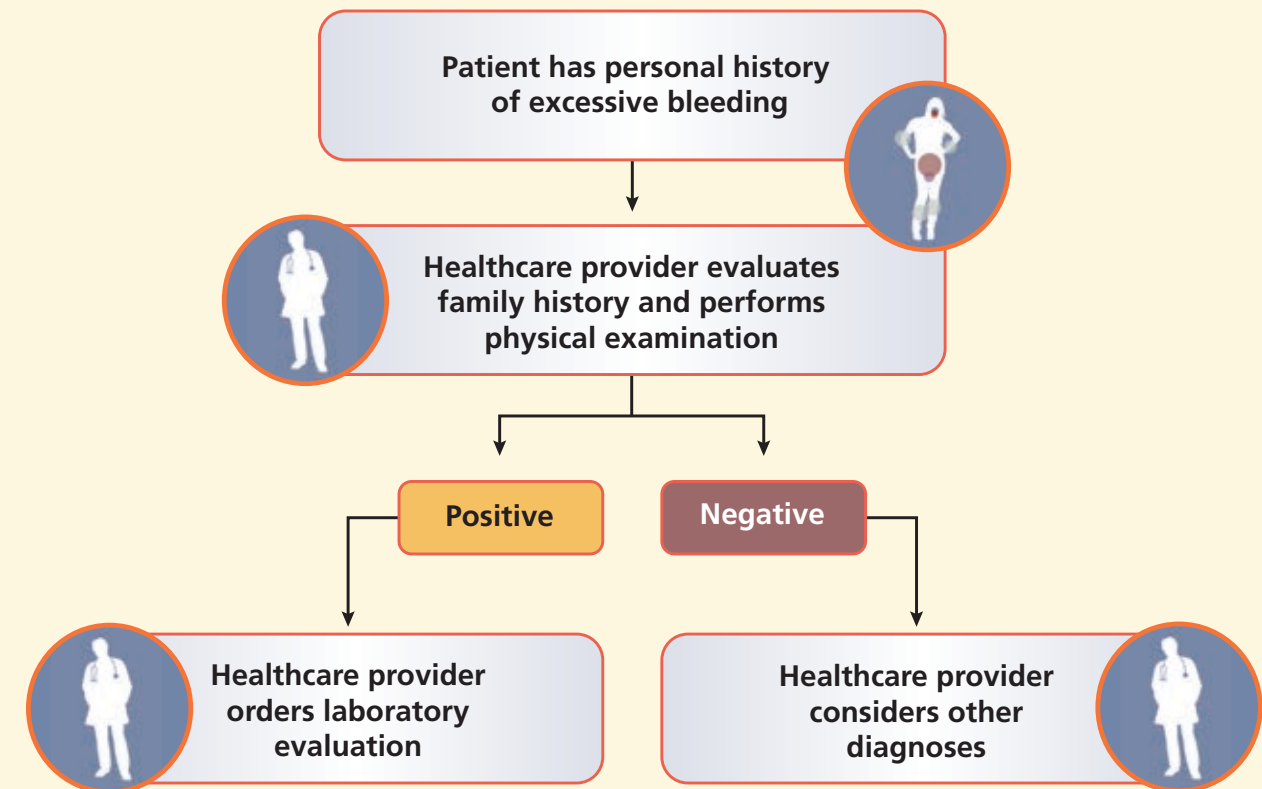 Patient has personal history
of excessive bleeding
Healthcare provider evaluates
family history and performs
physical examination
Positive
Negative
Healthcare provider
orders laboratory
evaluation
Healthcare provider
considers other
diagnoses